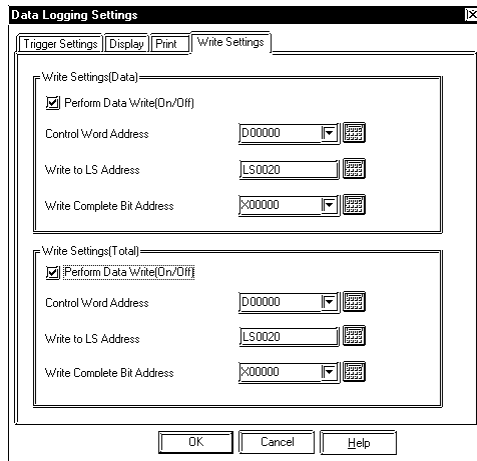 Data Logging Settings
Trigger Settings Display Print Write Settings
Write Settings(Data)
Perform Data Write(On/Off)
Control Word Address D00000
Write to LS Address LS0020
Write Complete Bit Address X00000
Write Settings(Total)
Perform Data Write(On/Off)
Control Word Address D00000
Write to LS Address LS0020
Write Complete Bit Address X00000
OK Cancel Help